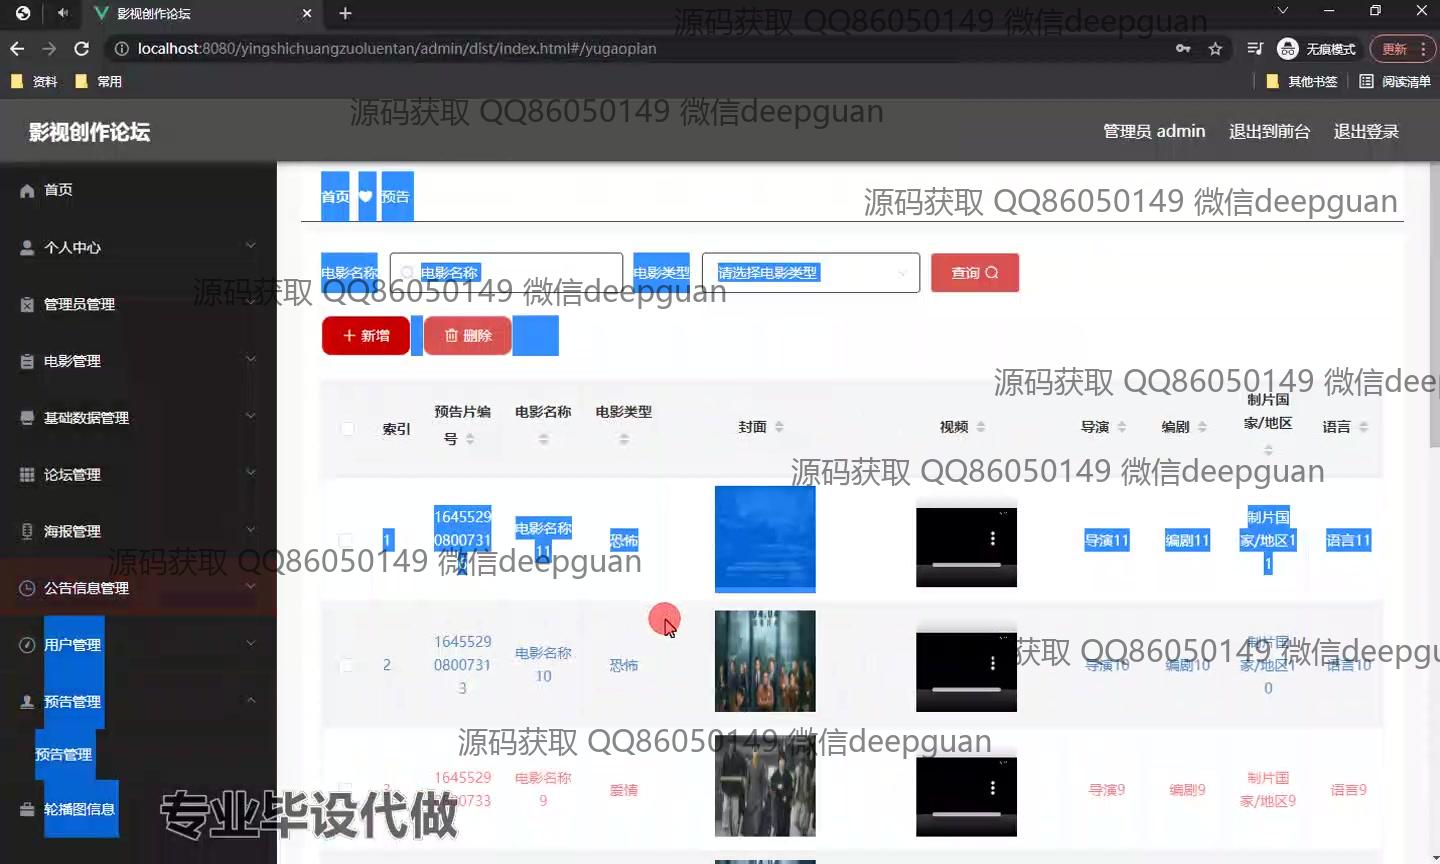 影视创作论坛
源码获取 QQ86050149 微信deepguan
localhost:8080/yingshichuangzuoluentan/admin/dist/index.html#/yugaopian
无痕模式
更新
资料
常用
其他书签
阅读清单
源码获取 QQ86050149 微信deepguan
影视创作论坛
管理员 admin
退出到前台
退出登录
首页
个人中心
管理员管理
电影管理
基础数据管理
论坛管理
海报管理
公告信息管理
用户管理
预告管理
预告管理
轮播图信息
首页
预告
源码获取 QQ86050149 微信deepguan
电影名称
电影名称
电影类型
请选择电影类型
查询
源码获取 QQ86050149 微信deepguan
新增
删除
源码获取 QQ86050149 微信dee
索引
预告片编
号
电影名称
电影类型
封面
视频
导演
编剧
制片国
家/地区
语言
源码获取 QQ86050149 微信deepguan
1
1645529
0800731
电影名称
11
恐怖
导演11
编剧11
制片国
家/地区1
1
语言11
源码获取 QQ86050149 微信deepguan
2
1645529
0800731
3
电影名称
10
恐怖
导演10
编剧10
制片国
家/地区1
0
语言10
获取 QQ86050149 微信deepgu
源码获取 QQ86050149 微信deepguan
3
1645529
0800733
电影名称
9
爱情
导演9
编剧9
制片国
家/地区9
语言9
专业毕设代做